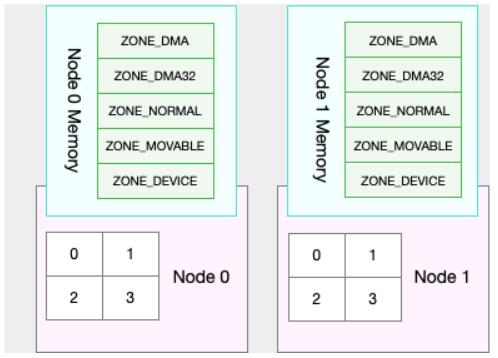 Node 0 Memory
ZONE_DMA
ZONE_DMA32
ZONE_NORMAL
ZONE_MOVABLE
ZONE_DEVICE
0 1
2 3
Node 0
Node 1 Memory
ZONE_DMA
ZONE_DMA32
ZONE_NORMAL
ZONE_MOVABLE
ZONE_DEVICE
0 1
2 3
Node 1